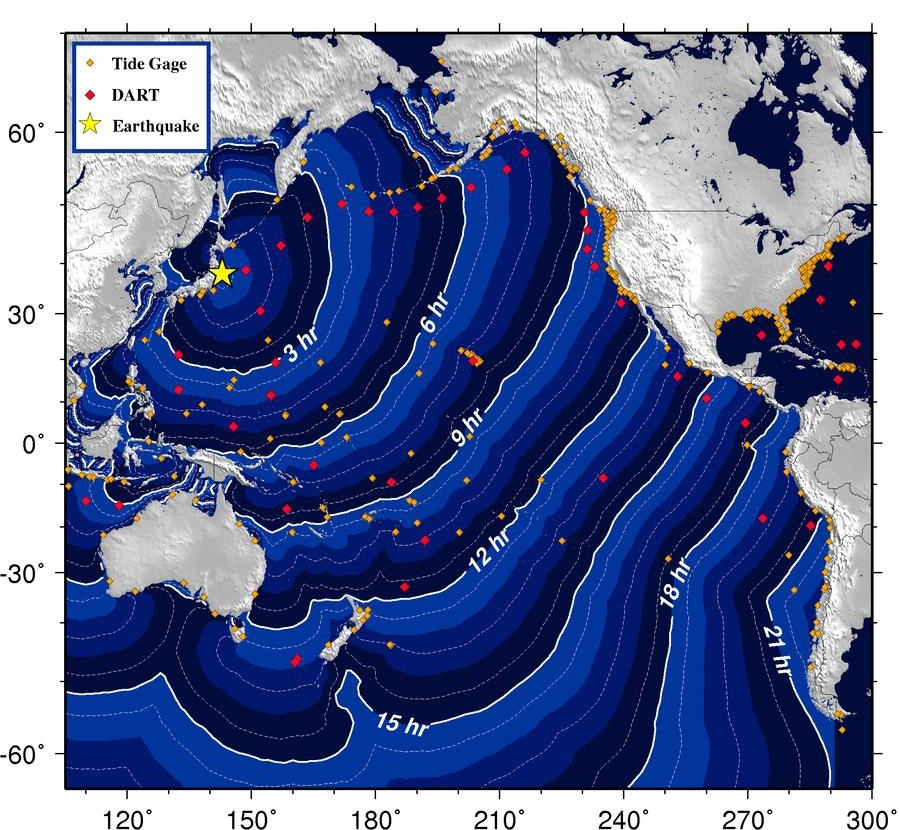 Tide Gage
DART
Earthquake
60°
30°
0°
-30°
-60°
3 hr
6 hr
9 hr
12 hr
15 hr
18 hr
21 hr
120° 150° 180° 210° 240° 270° 300°